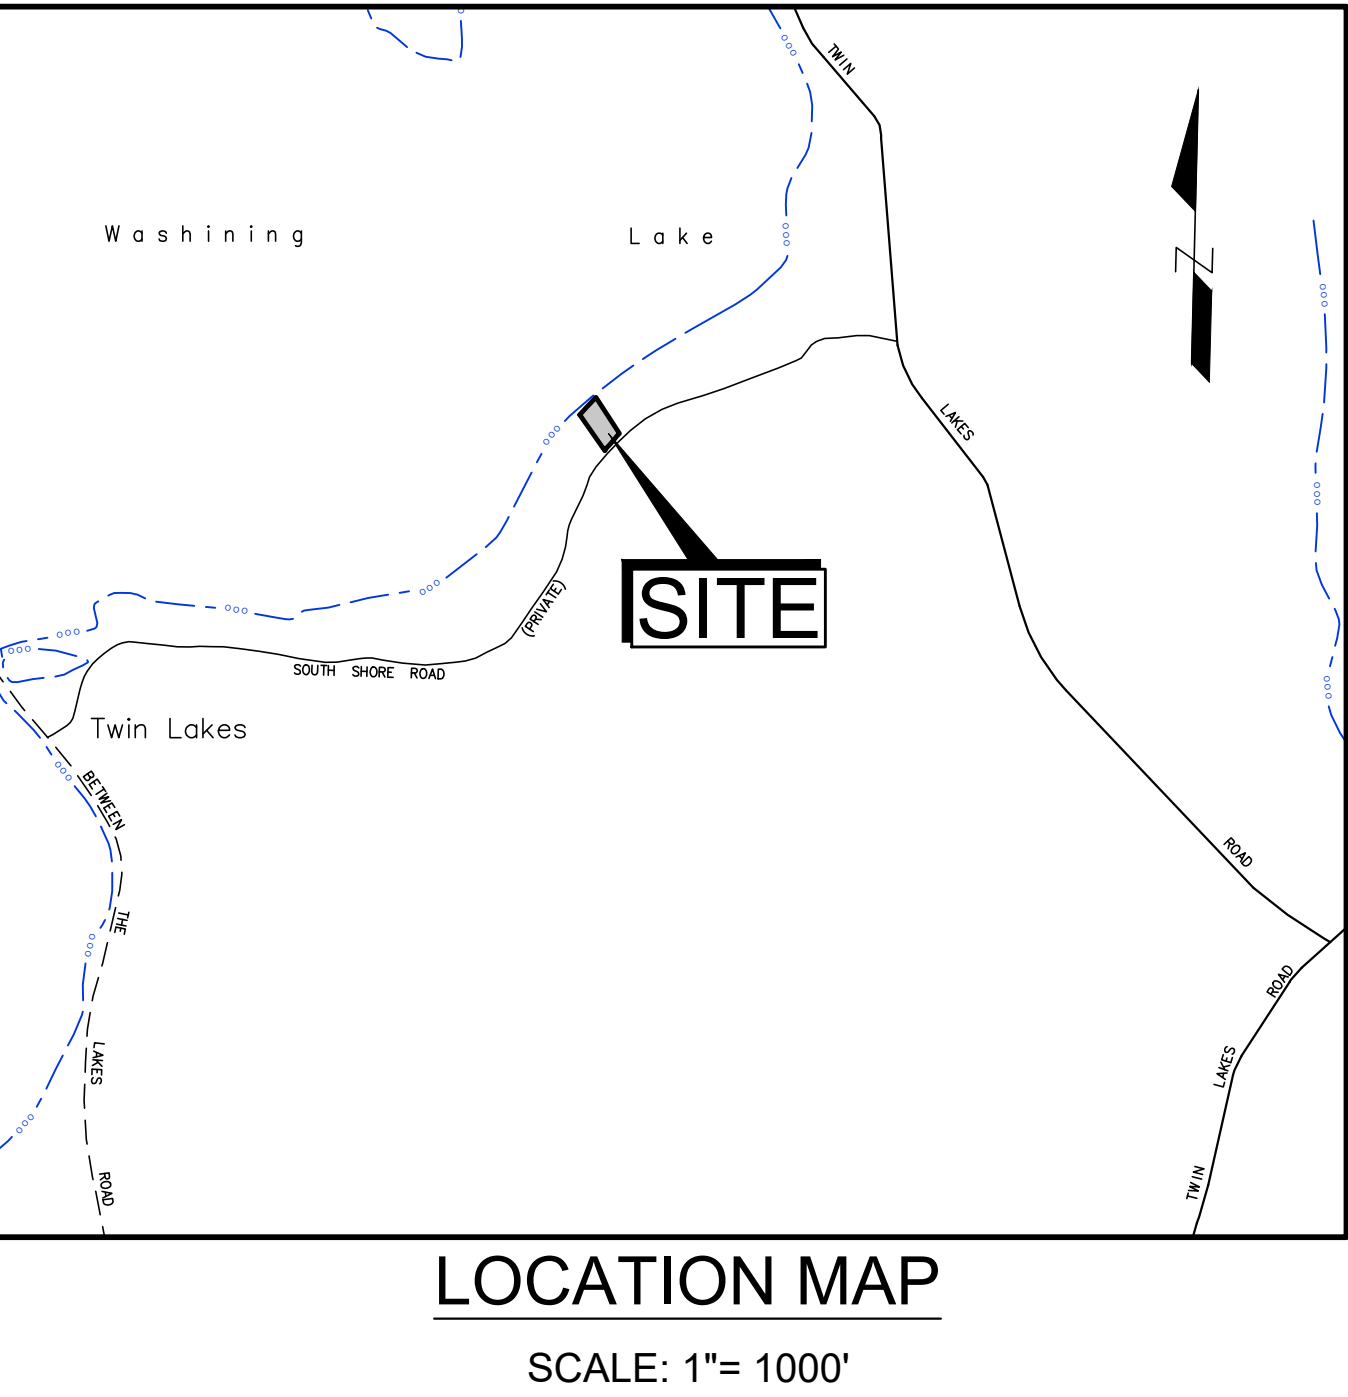 TWIN
Washining Lake
N
LAKES
SITE
(PRIVATE)
SOUTH SHORE ROAD
Twin Lakes
BETWEEN
THE
LAKES
ROAD
ROAD
ROAD
LAKES
TWIN
LOCATION MAP
SCALE: 1"= 1000'